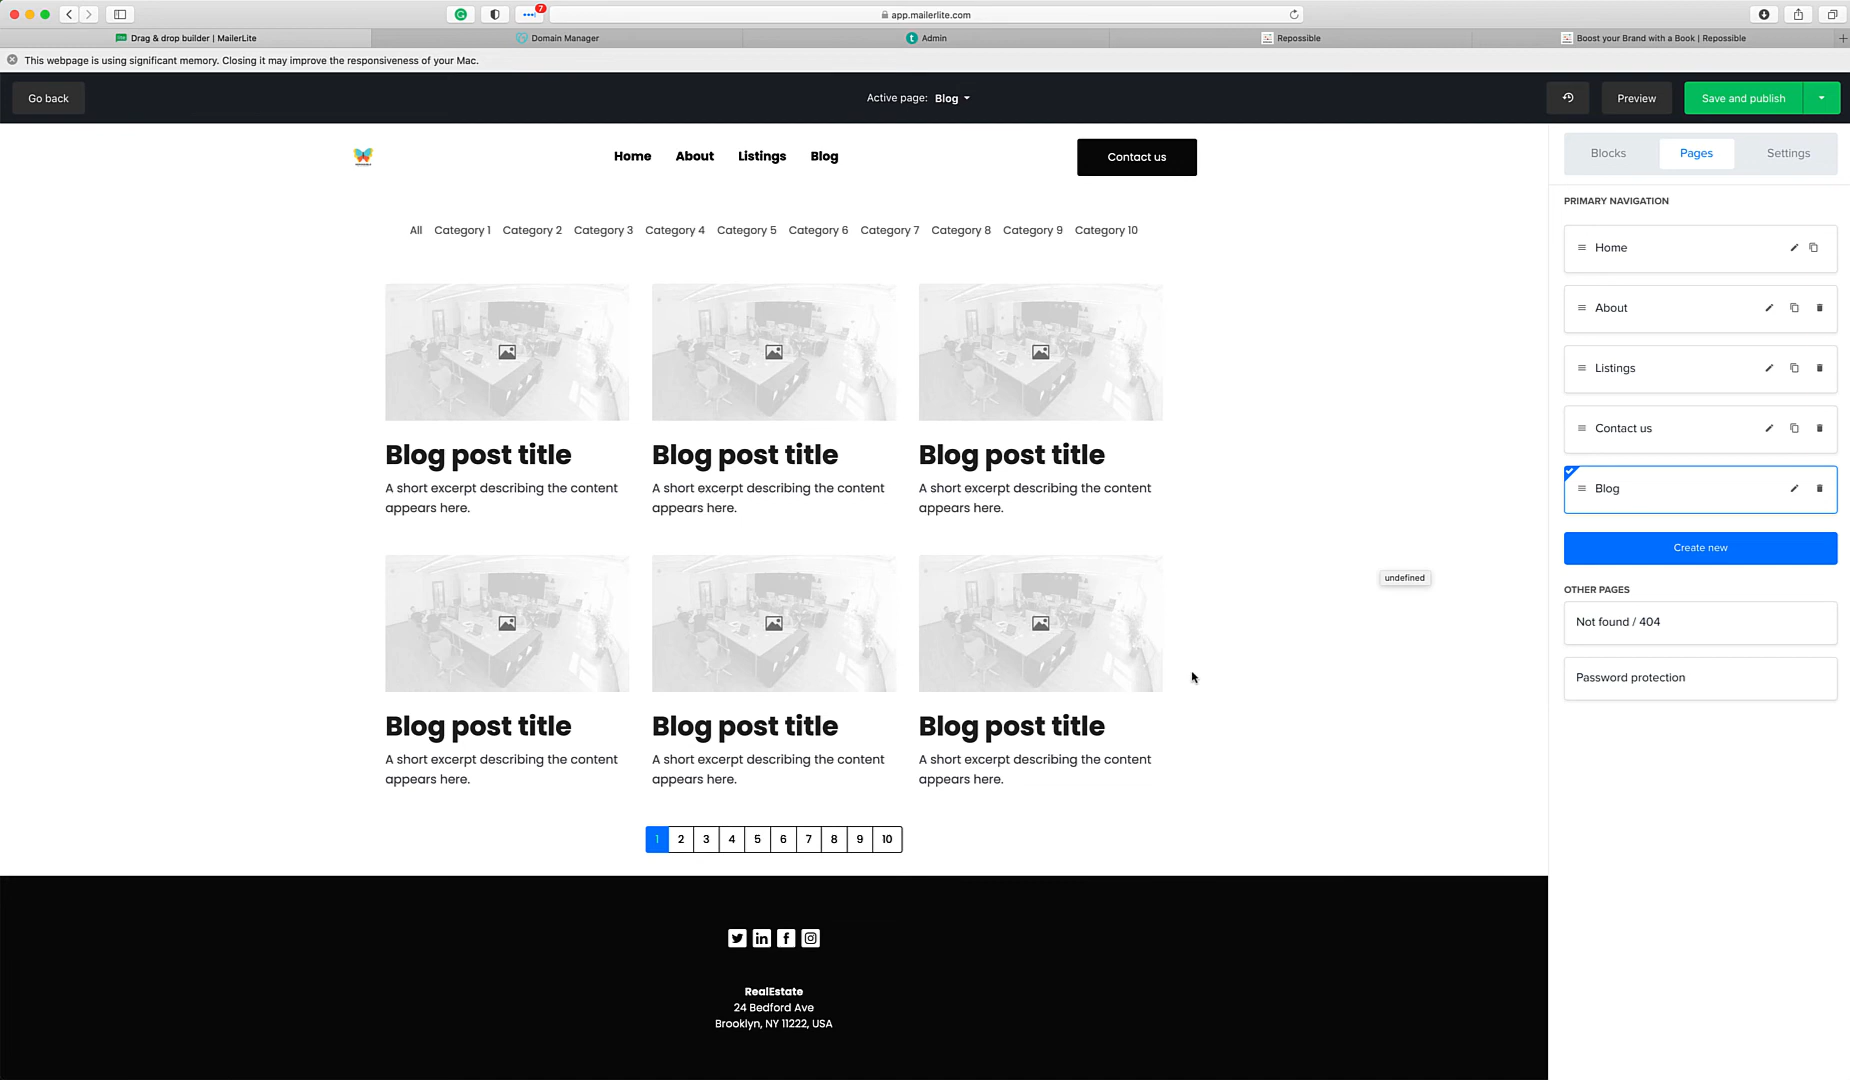 7
app.mailerlite.com
Drag & drop builder | MailerLite
Domain Manager
Admin
Repossible
Boost your Brand with a Book | Repossible
This webpage is using significant memory. Closing it may improve the responsiveness of your Mac.
Go back
Active page: Blog
Preview
Save and publish
Home About Listings Blog
Contact us
Blocks
Pages
Settings
All Category 1 Category 2 Category 3 Category 4 Category 5 Category 6 Category 7 Category 8 Category 9 Category 10
Blog post title
A short excerpt describing the content
appears here.
Blog post title
A short excerpt describing the content
appears here.
Blog post title
A short excerpt describing the content
appears here.
Blog post title
A short excerpt describing the content
appears here.
Blog post title
A short excerpt describing the content
appears here.
Blog post title
A short excerpt describing the content
appears here.
1 2 3 4 5 6 7 8 9 10
RealEstate
24 Bedford Ave
Brooklyn, NY 11222, USA
undefined
PRIMARY NAVIGATION
Home
About
Listings
Contact us
Blog
Create new
OTHER PAGES
Not found / 404
Password protection